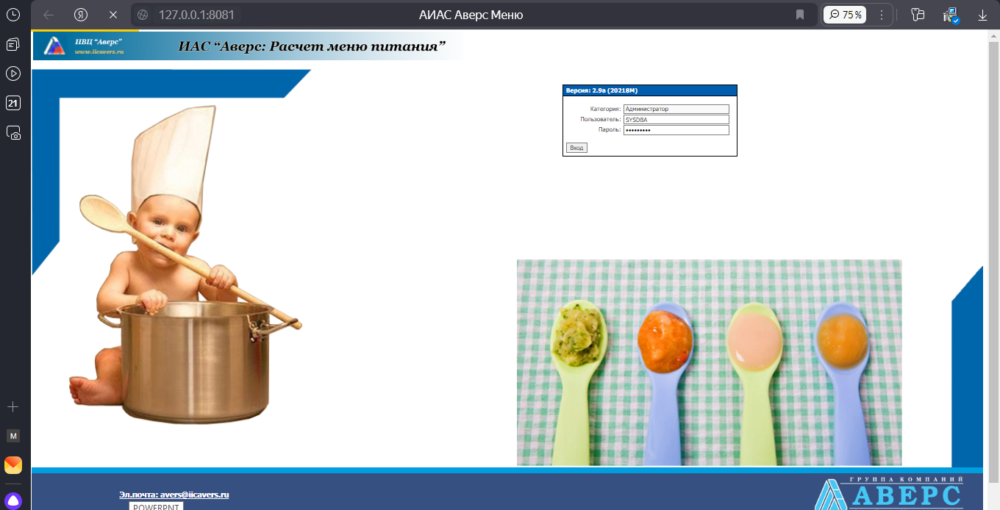 127.0.0.1:8081
АИАС Аверс Меню
75%
21
ИВЦ “Аверс”
www.iicavers.ru
ИАС “Аверс: Расчет меню питания”
Версия: 2.9a (20218M)
Категория: Администратор
Пользователь: SYSDBA
Пароль: •••••••••
Вход
M
Эл.почта: avers@iicavers.ru
POWERPNT
ГРУППА КОМПАНИЙ
АВЕРС